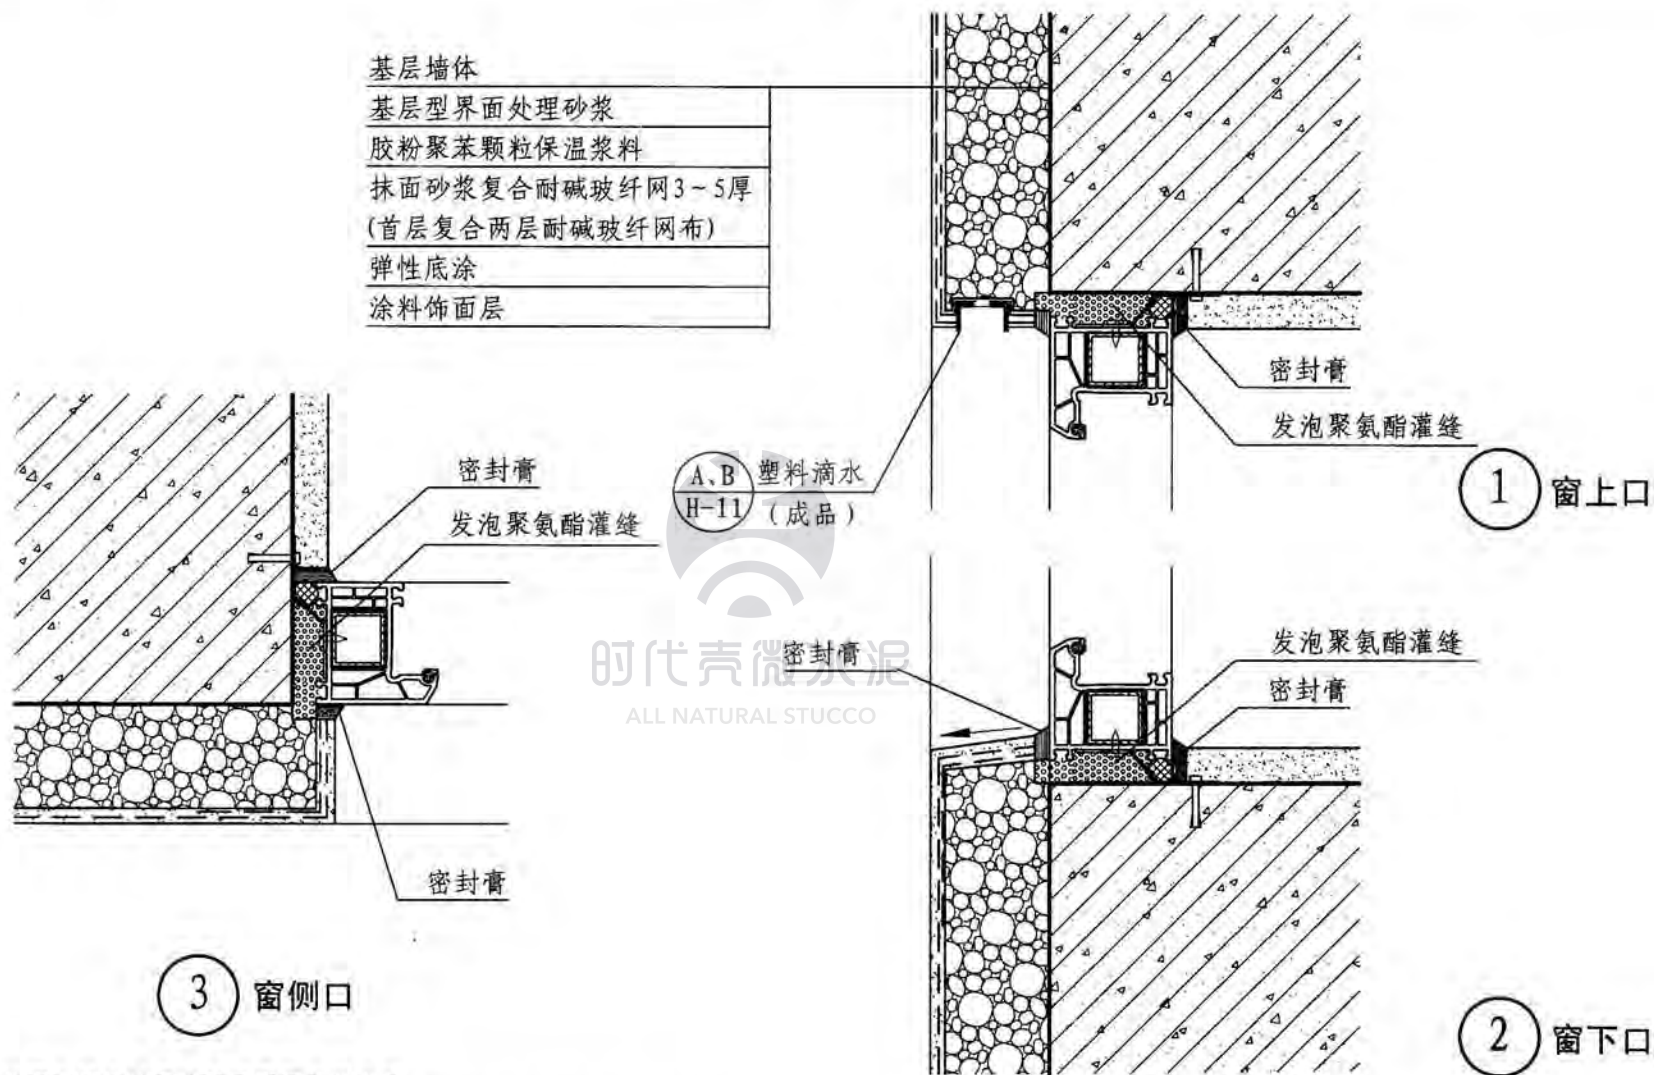 基层墙体
基层型界面处理砂浆
胶粉聚苯颗粒保温浆料
抹面砂浆复合耐碱玻纤网3~5厚
(首层复合两层耐碱玻纤网布)
弹性底涂
涂料饰面层
密封膏
发泡聚氨酯灌缝
1 窗上口
A、B 塑料滴水
H-11 (成品)
密封膏
发泡聚氨酯灌缝
密封膏
3 窗侧口
时代壳微水泥
ALL NATURAL STUCCO
密封膏
发泡聚氨酯灌缝
密封膏
2 窗下口